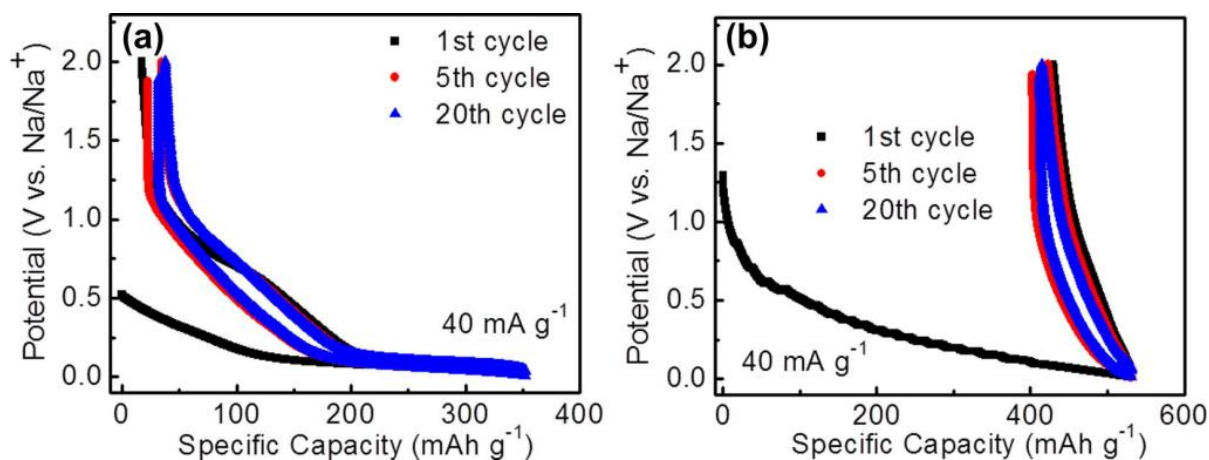 (a)
1st cycle
5th cycle
20th cycle
40 mA g⁻¹
Potential (V vs. Na/Na⁺)
2.0
1.5
1.0
0.5
0.0
0 100 200 300 400
Specific Capacity (mAh g⁻¹)
(b)
1st cycle
5th cycle
20th cycle
40 mA g⁻¹
Potential (V vs. Na/Na⁺)
2.0
1.5
1.0
0.5
0.0
0 200 400 600
Specific Capacity (mAh g⁻¹)